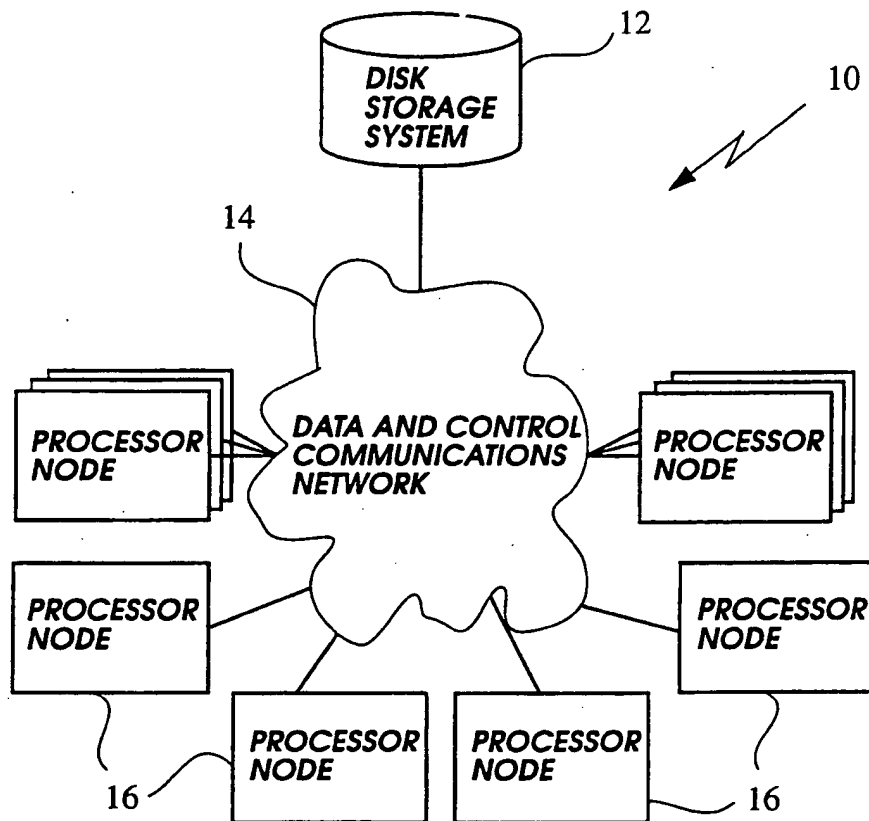 12
DISK
STORAGE
SYSTEM
10
14
PROCESSOR
NODE
DATA AND CONTROL
COMMUNICATIONS
NETWORK
PROCESSOR
NODE
PROCESSOR
NODE
PROCESSOR
NODE
PROCESSOR
NODE
PROCESSOR
NODE
16
16
16